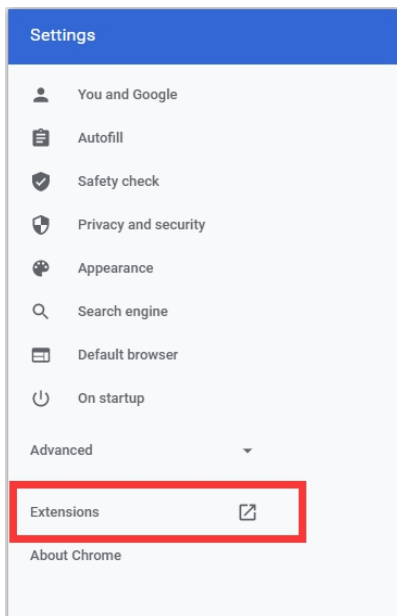 Settings
You and Google
Autofill
Safety check
Privacy and security
Appearance
Search engine
Default browser
On startup
Advanced
Extensions
About Chrome